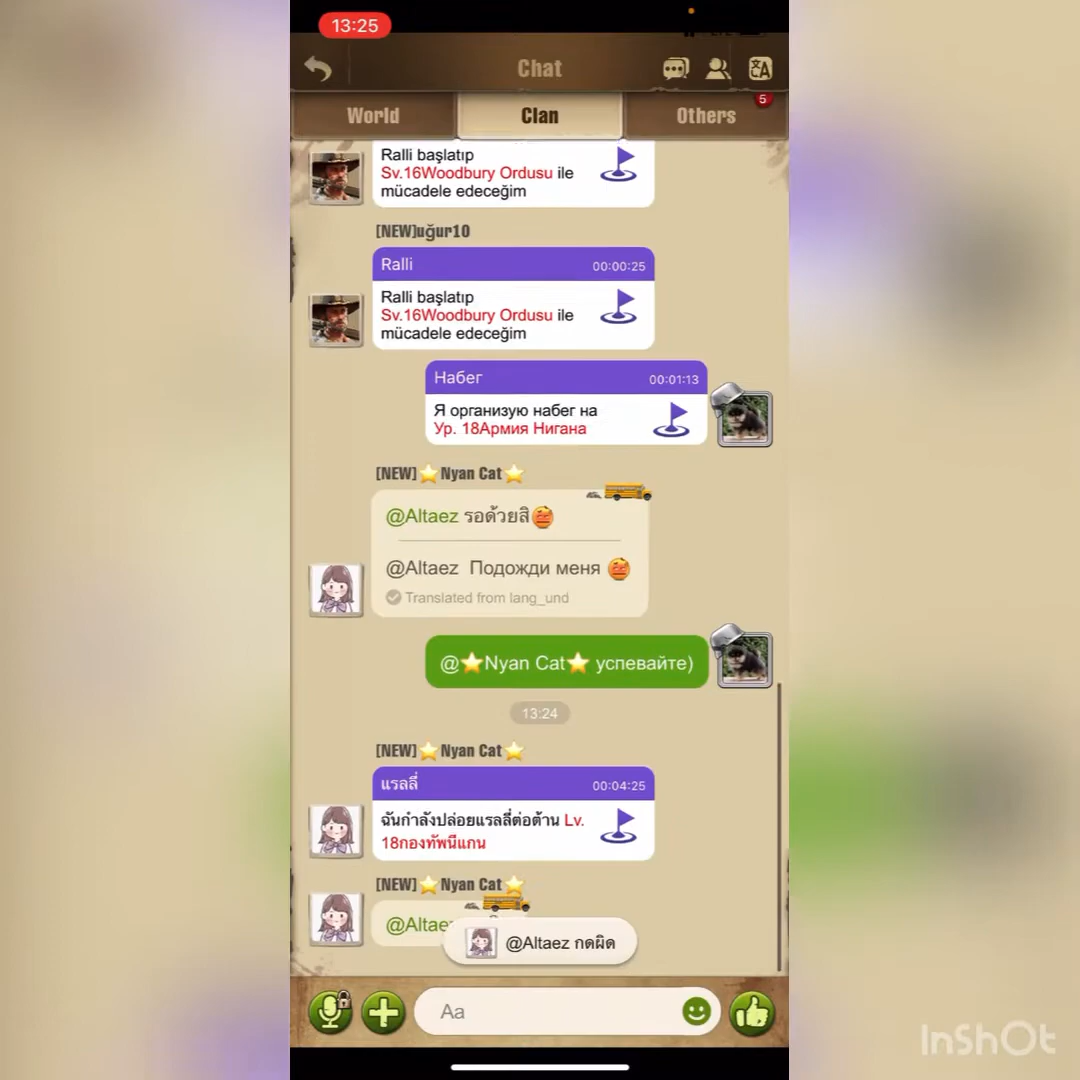 13:25
Chat
World
Clan
Others
5
Ralli başlatıp
Sv.16Woodbury Ordusu ile
mücadele edeceğim
[NEW]uğur10
Ralli
00:00:25
Ralli başlatıp
Sv.16Woodbury Ordusu ile
mücadele edeceğim
Набег
00:01:13
Я организую набег на
Ур. 18Армия Нигана
[NEW]⭐Nyan Cat⭐
@Altaez รอด้วยสิ
@Altaez Подожди меня
Translated from lang_und
@⭐Nyan Cat⭐ успевайте)
13:24
[NEW]⭐Nyan Cat⭐
แรลลี่
00:04:25
ฉันกำลังปล่อยแรลลี่ต่อต้าน Lv.
18กองทัพนีแกน
[NEW]⭐Nyan Cat⭐
@Altae
@Altaez กดผิด
Aa
InShOt